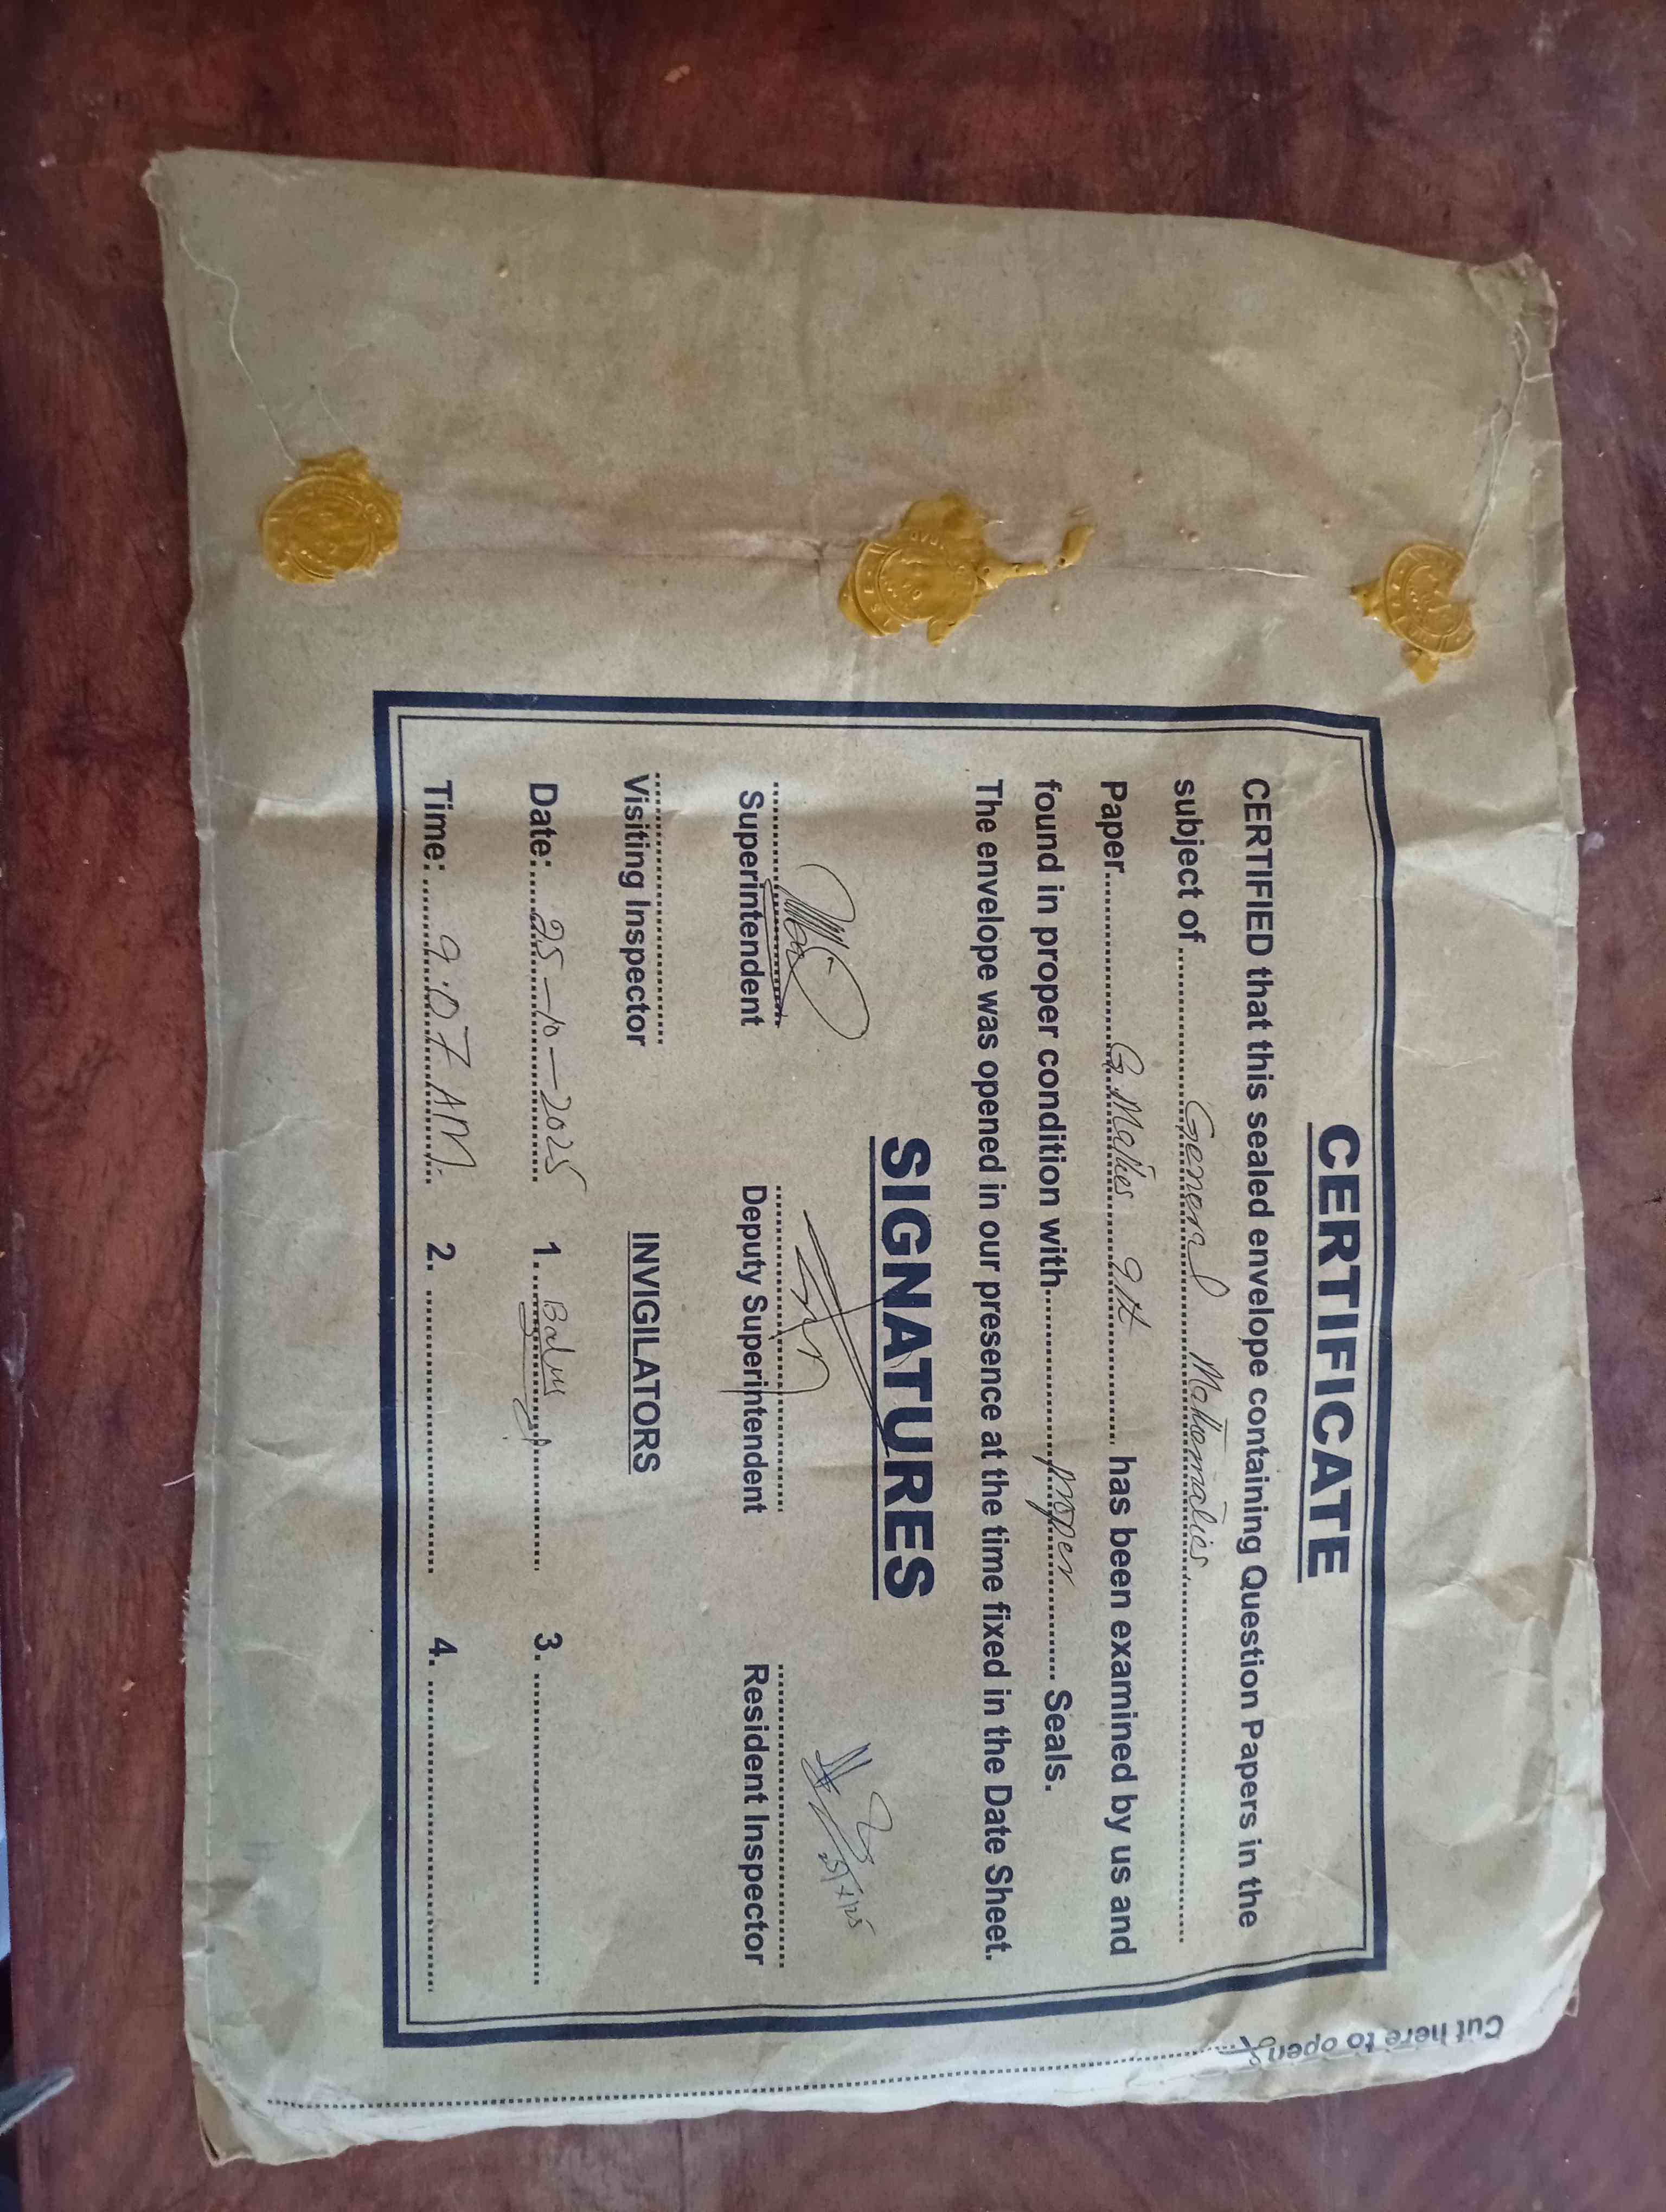 CERTIFICATE
CERTIFIED that this sealed envelope containing Question Papers in the
subject of General Mathematics
Paper G. Maths 9th has been examined by us and
found in proper condition with proper Seals.
The envelope was opened in our presence at the time fixed in the Date Sheet.
SIGNATURES
Superintendent Deputy Superintendent Resident Inspector
Visiting Inspector INVIGILATORS
Date: 25-10-2025 1. 3.
Time: 9.07 AM. 2. 4.
Cut here to open